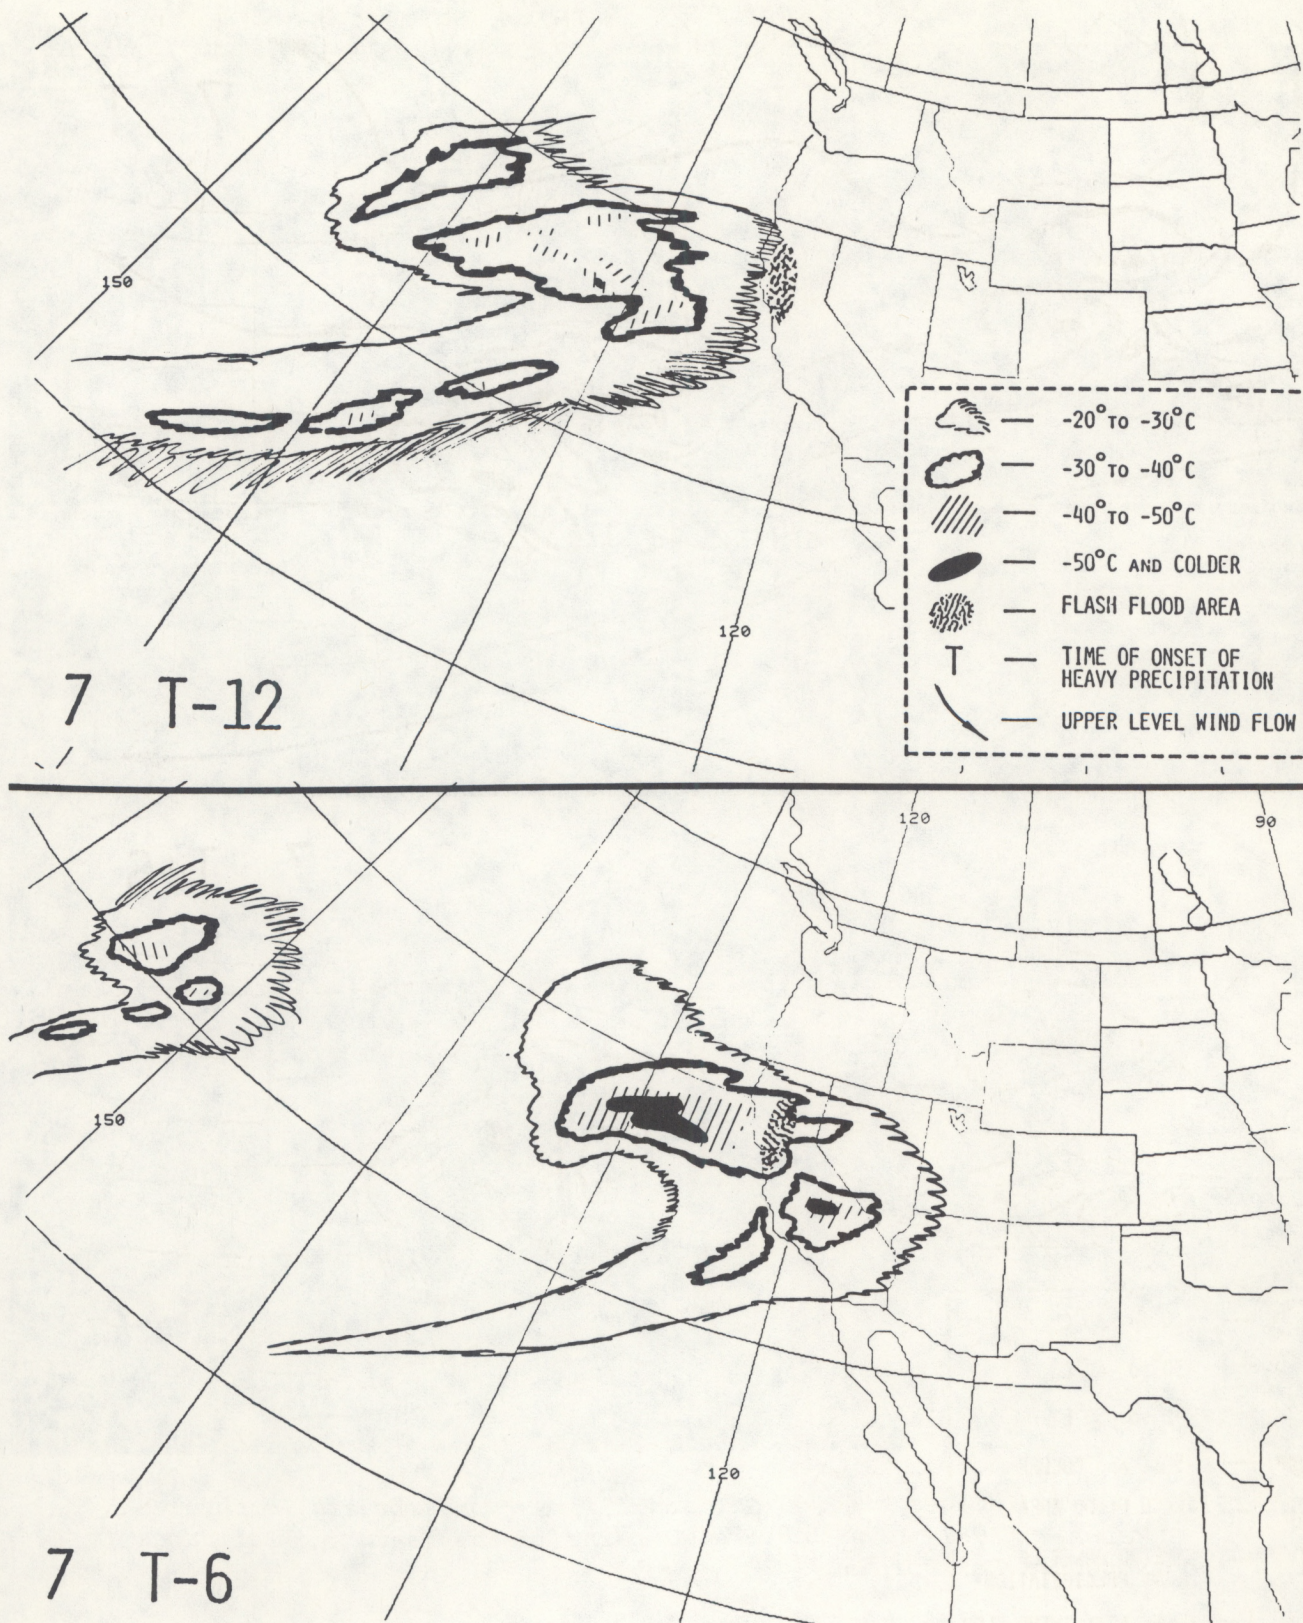 150
-20° TO -30°C
-30° TO -40°C
-40° TO -50°C
-50°C AND COLDER
FLASH FLOOD AREA
T
TIME OF ONSET OF
HEAVY PRECIPITATION
UPPER LEVEL WIND FLOW
120
7 T-12
120
90
150
120
7 T-6